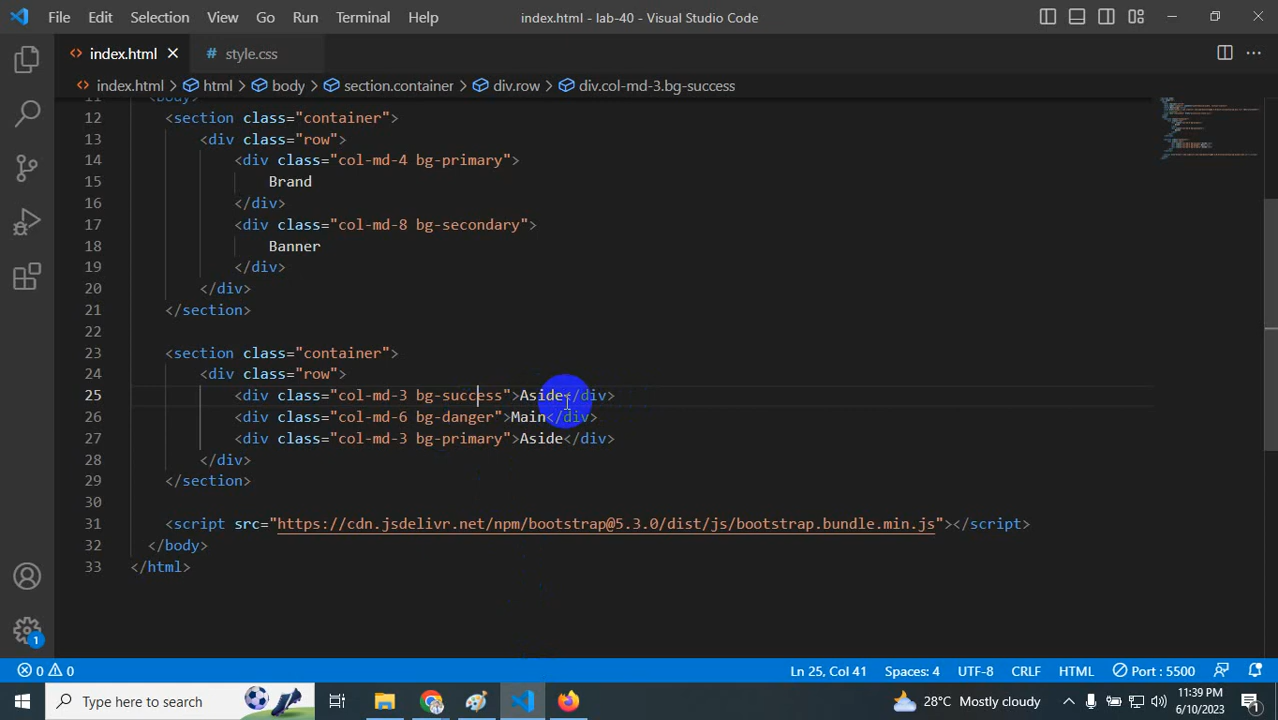 File Edit Selection View Go Run Terminal Help index.html - lab-40 - Visual Studio Code
index.html style.css
index.html > html > body > section.container > div.row > div.col-md-3.bg-success
11 <body>
12 <section class="container">
13 <div class="row">
14 <div class="col-md-4 bg-primary">
15 Brand
16 </div>
17 <div class="col-md-8 bg-secondary">
18 Banner
19 </div>
20 </div>
21 </section>
22
23 <section class="container">
24 <div class="row">
25 <div class="col-md-3 bg-success">Aside</div>
26 <div class="col-md-6 bg-danger">Main</div>
27 <div class="col-md-3 bg-primary">Aside</div>
28 </div>
29 </section>
30
31 <script src="https://cdn.jsdelivr.net/npm/bootstrap@5.3.0/dist/js/bootstrap.bundle.min.js"></script>
32 </body>
33 </html>
1
0 0 Ln 25, Col 41 Spaces: 4 UTF-8 CRLF HTML Port : 5500
Type here to search 28°C Mostly cloudy 11:39 PM
6/10/2023 1